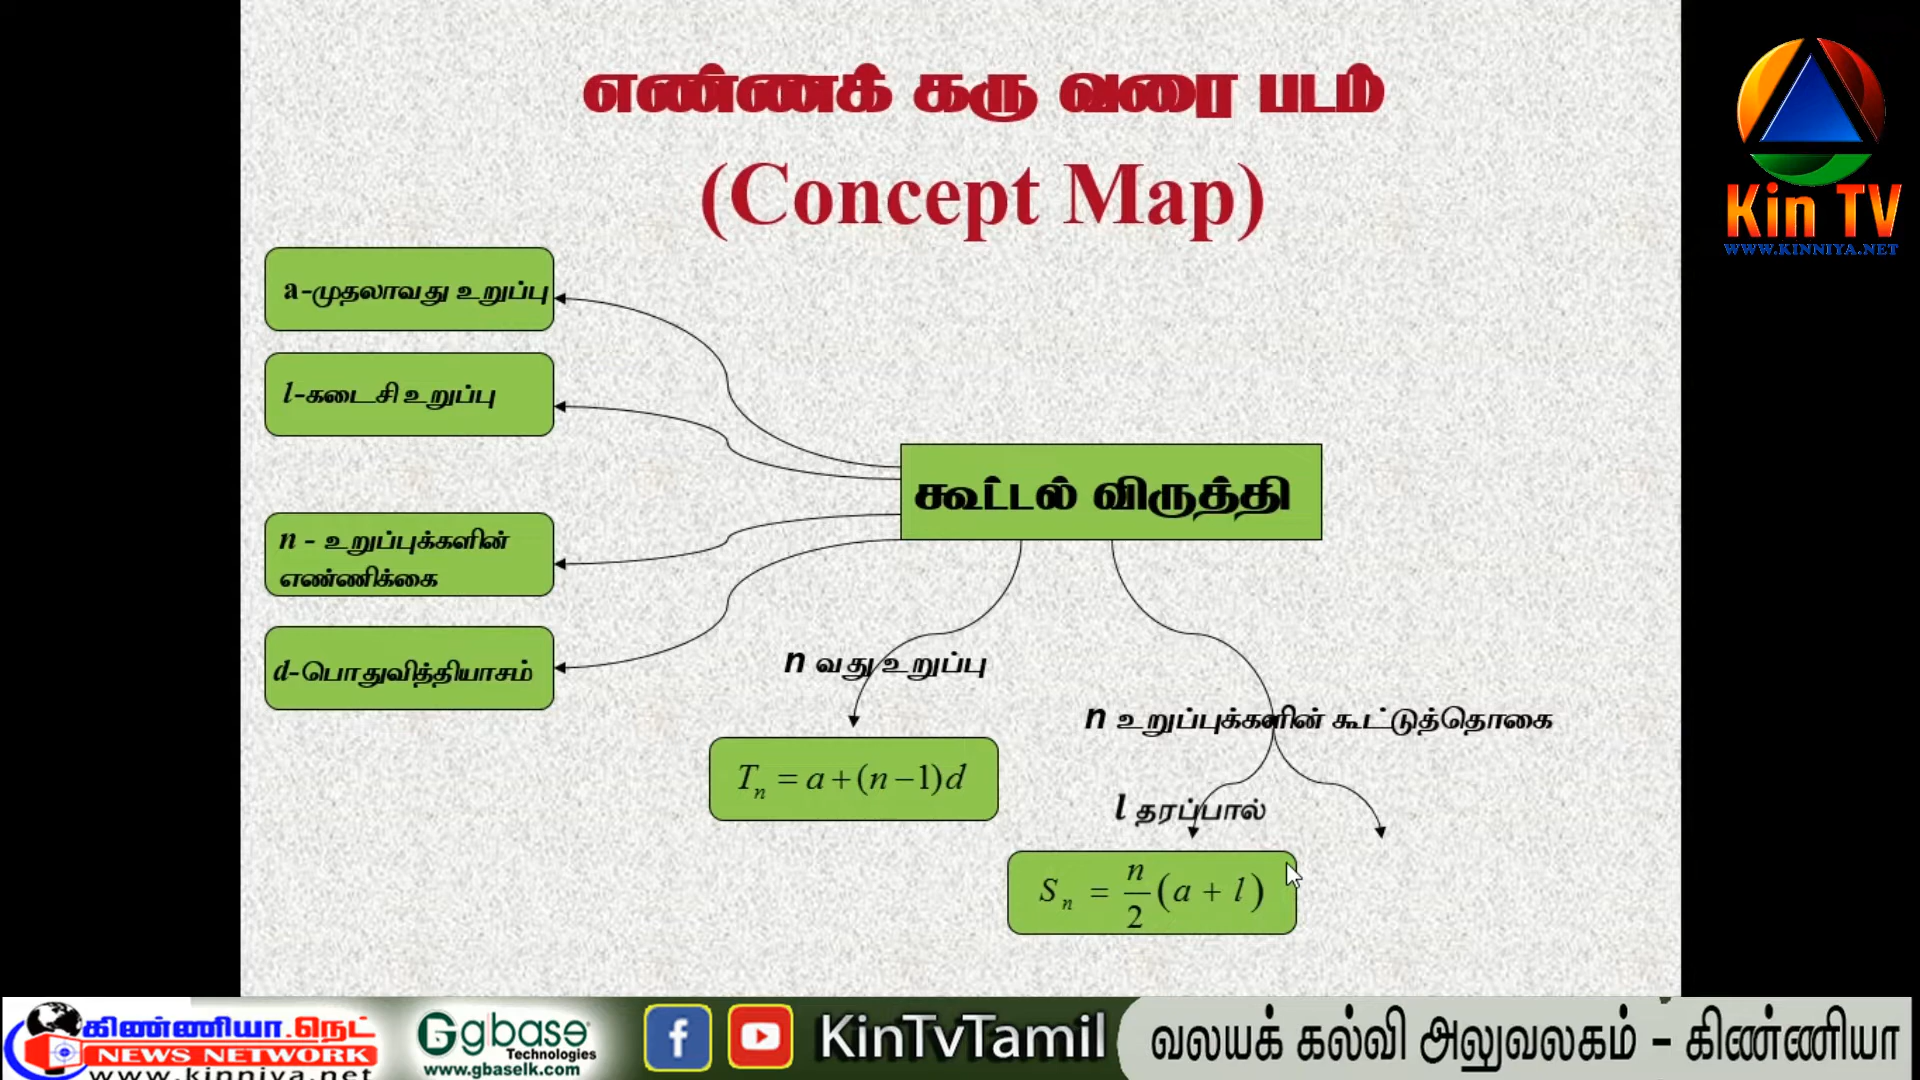 எண்ணக் கரு வரை படம்
(Concept Map)
Kin TV
WWW.KINNIYA.NET
a-முதலாவது உறுப்பு
l-கடைசி உறுப்பு
கூட்டல் விருத்தி
n - உறுப்புக்களின்
எண்ணிக்கை
d-பொதுவித்தியாசம்
n வது உறுப்பு
n உறுப்புக்களின் கூட்டுத்தொகை
T_n = a+(n−1)d
l தரப்பால்
S_n = n/2 (a + l)
கிண்ணியா.நெட்
NEWS NETWORK
www.kinniya.net
gbase
Technologies
www.gbaselk.com
KinTvTamil
வலயக் கல்வி அலுவலகம் - கிண்ணியா